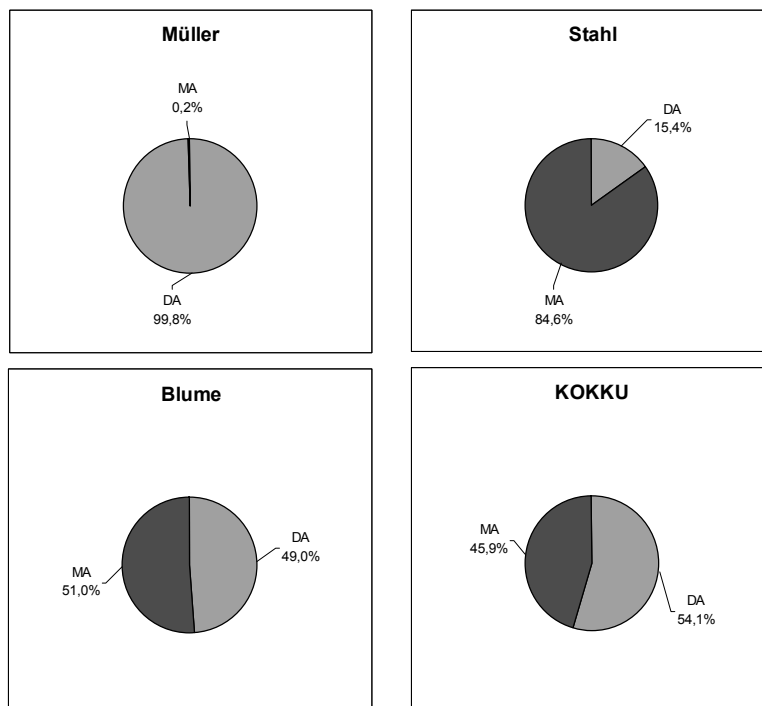 Müller
MA
0,2%
DA
99,8%
Stahl
DA
15,4%
MA
84,6%
Blume
DA
49,0%
MA
51,0%
KOKKU
MA
45,9%
DA
54,1%